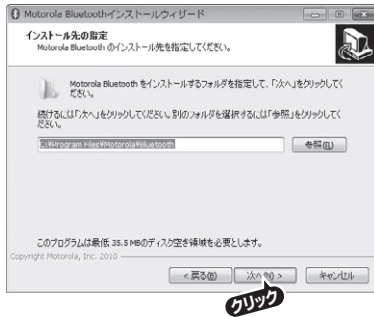 Motorola Bluetoothインストールウィザード
インストール先の指定
Motorola Bluetooth のインストール先を指定してください。
Motorola Bluetooth をインストールするフォルダを指定して、「次へ」をクリックしてく
ださい。
続けるには「次へ」をクリックしてください。別のフォルダを選択するには「参照」をクリックしてく
ださい。
C:¥Program Files¥Motorola¥Bluetooth
参照(R)
このプログラムは最低 35.5 MBのディスク空き領域を必要とします。
Copyright Motorola, Inc. 2010
< 戻る(B)
次へ(N) >
キャンセル
クリック